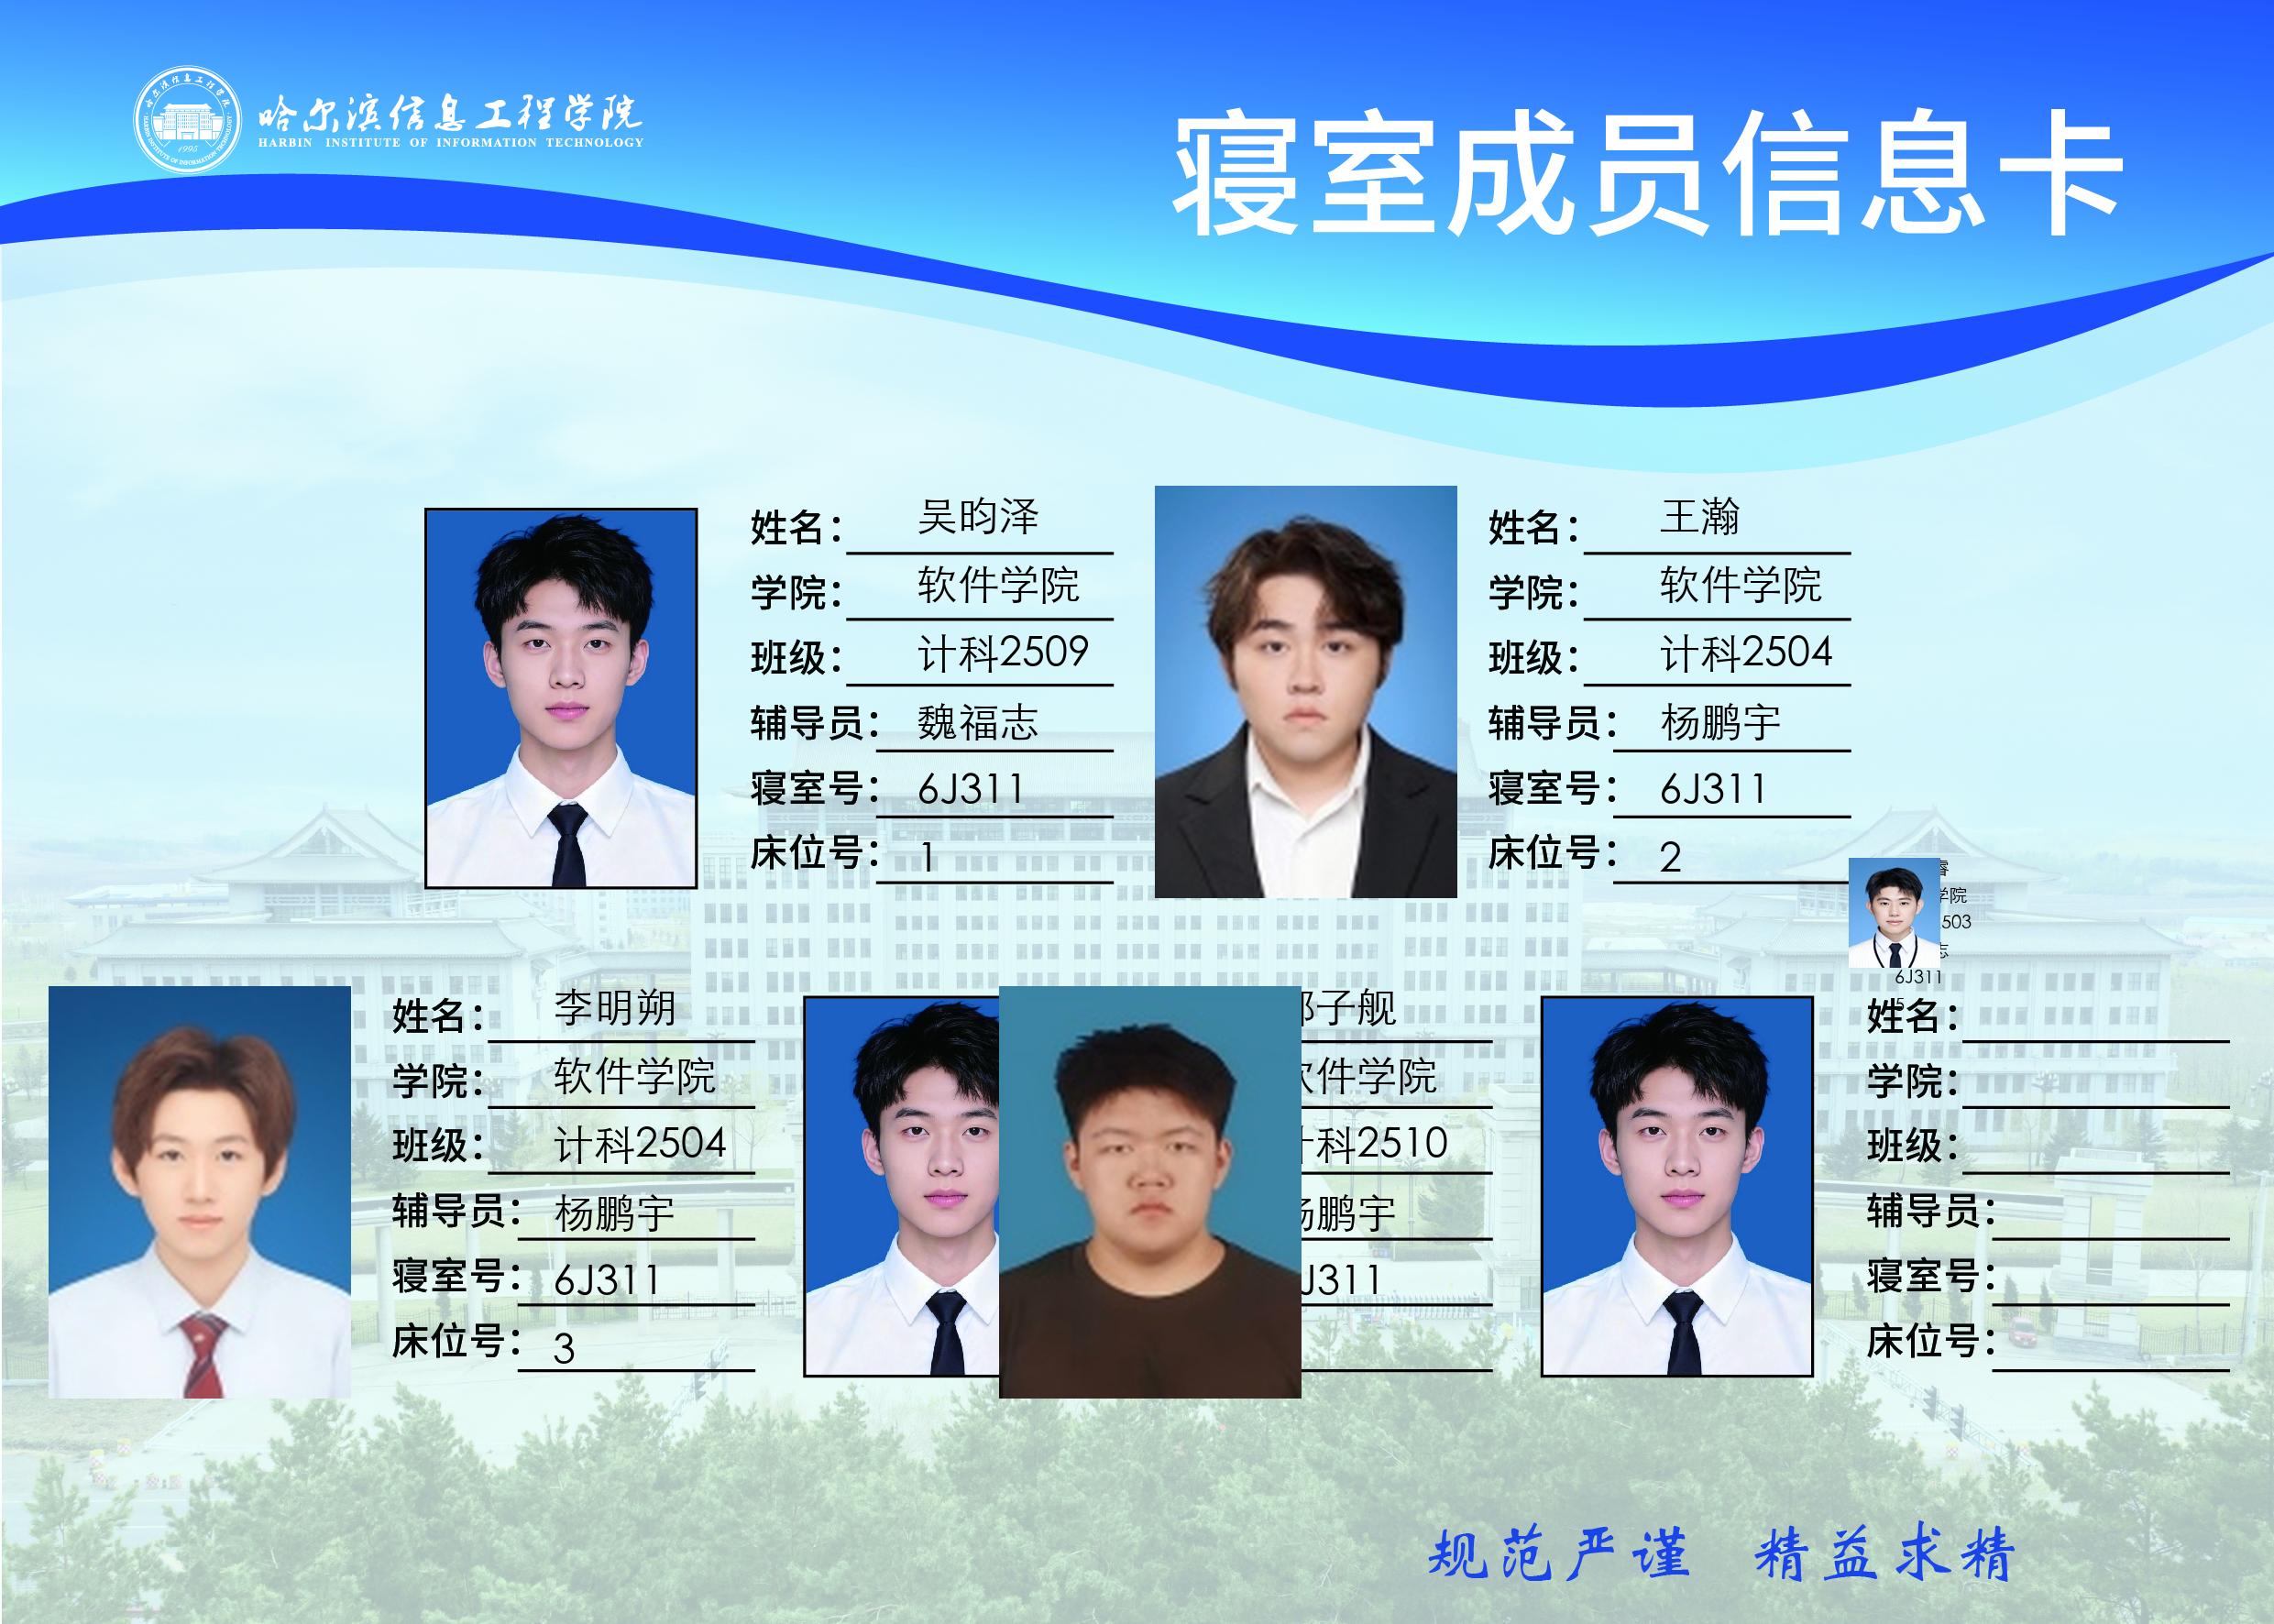 哈尔滨信息工程学院
HARBIN INSTITUTE OF INFORMATION TECHNOLOGY
1995
寝室成员信息卡
姓名： 吴昀泽
学院： 软件学院
班级： 计科2509
辅导员： 魏福志
寝室号： 6J311
床位号： 1
姓名： 王瀚
学院： 软件学院
班级： 计科2504
辅导员： 杨鹏宇
寝室号： 6J311
床位号： 2
姓名： 李明朔
学院： 软件学院
班级： 计科2504
辅导员： 杨鹏宇
寝室号： 6J311
床位号： 3
子舰
件学院
科2510
鹏宇
J311
睿
学院
503
志
6J311
5
姓名：
学院：
班级：
辅导员：
寝室号：
床位号：
规范严谨 精益求精